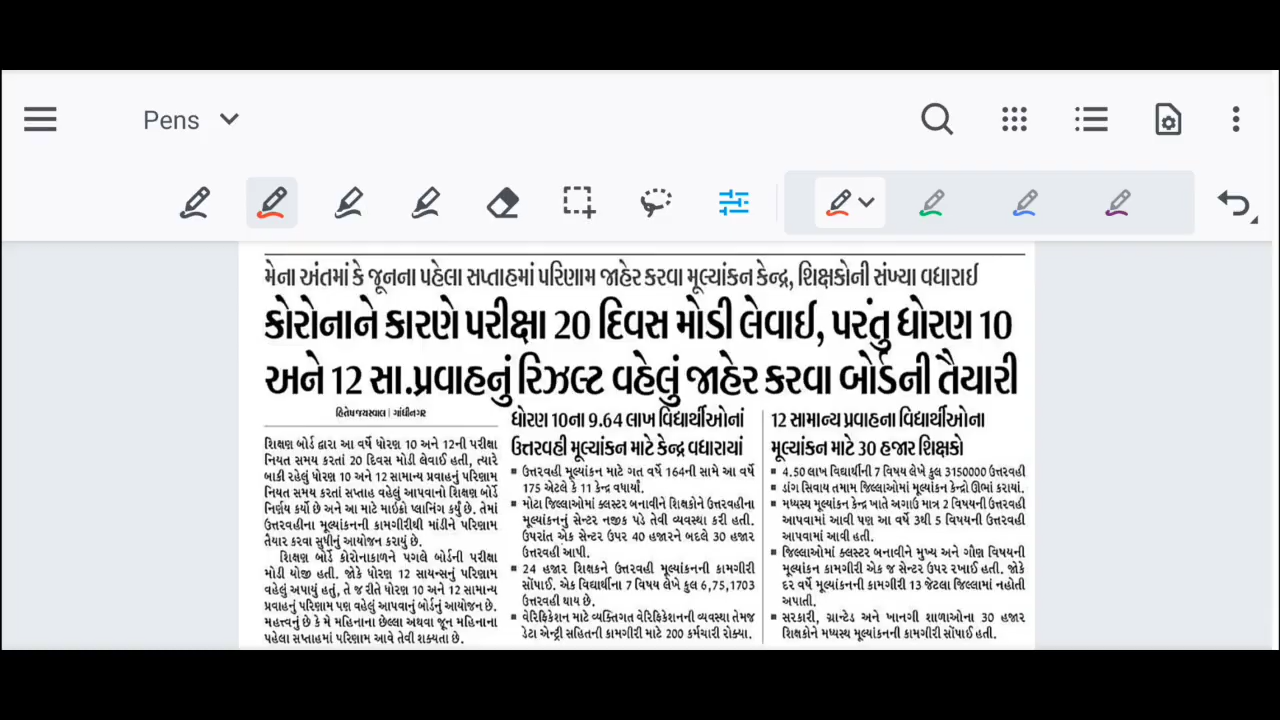 Pens
મેના અંતમાં કે જૂનના પહેલા સપ્તાહમાં પરિણામ જાહેર કરવા મૂલ્યાંકન કેન્દ્ર, શિક્ષકોની સંખ્યા વધારાઈ
કોરોનાને કારણે પરીક્ષા 20 દિવસ મોડી લેવાઈ, પરંતુ ધોરણ 10
અને 12 સા.પ્રવાહનું રિઝલ્ટ વહેલું જાહેર કરવા બોર્ડની તૈયારી
હિતેષ જયસ્વાલ | ગાંધીનગર
શિક્ષણ બોર્ડ દ્વારા આ વર્ષે ધોરણ 10 અને 12ની પરીક્ષા
નિયત સમય કરતાં 20 દિવસ મોડી લેવાઈ હતી, ત્યારે
બાકી રહેલું ધોરણ 10 અને 12 સામાન્ય પ્રવાહનું પરિણામ
નિયત સમય કરતાં સપ્તાહ વહેલું આપવાનો શિક્ષણ બોર્ડે
નિર્ણય કર્યો છે અને આ માટે માઇક્રો પ્લાનિંગ કર્યું છે. તેમાં
ઉત્તરવહીના મૂલ્યાંકનની કામગીરીથી માંડીને પરિણામ
તૈયાર કરવા સુધીનું આયોજન કરાયું છે.
શિક્ષણ બોર્ડે કોરોનાકાળને પગલે બોર્ડની પરીક્ષા
મોડી યોજી હતી. જોકે ધોરણ 12 સાયન્સનું પરિણામ
વહેલું અપાયું હતું, તે જ રીતે ધોરણ 10 અને 12 સામાન્ય
પ્રવાહનું પરિણામ પણ વહેલું આપવાનું બોર્ડનું આયોજન છે.
મહત્ત્વનું છે કે મે મહિનાના છેલ્લા અથવા જૂન મહિનાના
પહેલા સપ્તાહમાં પરિણામ આવે તેવી શક્યતા છે.
ધોરણ 10ના 9.64 લાખ વિદ્યાર્થીઓનાં
ઉત્તરવહી મૂલ્યાંકન માટે કેન્દ્ર વધારાયાં
▪ ઉત્તરવહી મૂલ્યાંકન માટે ગત વર્ષે 164ની સામે આ વર્ષે
175 એટલે કે 11 કેન્દ્ર વધાર્યાં.
▪ મોટા જિલ્લાઓમાં ક્લસ્ટર બનાવીને શિક્ષકોને ઉત્તરવહીના
મૂલ્યાંકનનું સેન્ટર નજીક પડે તેવી વ્યવસ્થા કરી હતી.
ઉપરાંત એક સેન્ટર ઉપર 40 હજારને બદલે 30 હજાર
ઉત્તરવહી આપી.
▪ 24 હજાર શિક્ષકને ઉત્તરવહી મૂલ્યાંકનની કામગીરી
સોંપાઈ. એક વિદ્યાર્થીના 7 વિષય લેખે કુલ 6,75,1703
ઉત્તરવહી થાય છે.
▪ વેરિફિકેશન માટે વ્યક્તિગત વેરિફિકેશનની વ્યવસ્થા તેમજ
ડેટા એન્ટ્રી સહિતની કામગીરી માટે 200 કર્મચારી રોક્યા.
12 સામાન્ય પ્રવાહના વિદ્યાર્થીઓના
મૂલ્યાંકન માટે 30 હજાર શિક્ષકો
▪ 4.50 લાખ વિદ્યાર્થીની 7 વિષય લેખે કુલ 3150000 ઉત્તરવહી
▪ ડાંગ સિવાય તમામ જિલ્લાઓમાં મૂલ્યાંકન કેન્દ્રો ઊભાં કરાયાં.
▪ મધ્યસ્થ મૂલ્યાંકન કેન્દ્ર ખાતે અગાઉ માત્ર 2 વિષયની ઉત્તરવહી
આપવામાં આવી પણ આ વર્ષે 3થી 5 વિષયની ઉત્તરવહી
આપવામાં આવી હતી.
▪ જિલ્લાઓમાં ક્લસ્ટર બનાવીને મુખ્ય અને ગૌણ વિષયની
મૂલ્યાંકન કામગીરી એક જ સેન્ટર ઉપર રખાઈ હતી. જોકે
દર વર્ષે મૂલ્યાંકનની કામગીરી 13 જેટલા જિલ્લામાં નહોતી
અપાતી.
▪ સરકારી, ગ્રાન્ટેડ અને ખાનગી શાળાઓના 30 હજાર
શિક્ષકોને મધ્યસ્થ મૂલ્યાંકનની કામગીરી સોંપાઈ હતી.